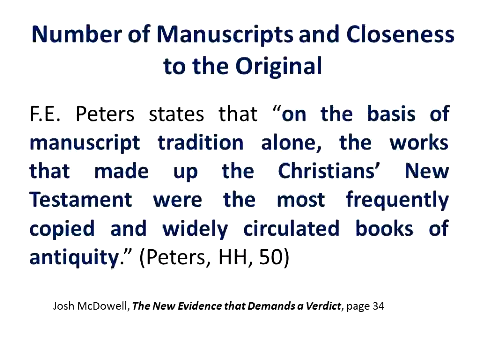 Number of Manuscripts and Closeness
to the Original
F.E. Peters states that “on the basis of
manuscript tradition alone, the works
that made up the Christians’ New
Testament were the most frequently
copied and widely circulated books of
antiquity.” (Peters, HH, 50)
Josh McDowell, The New Evidence that Demands a Verdict, page 34